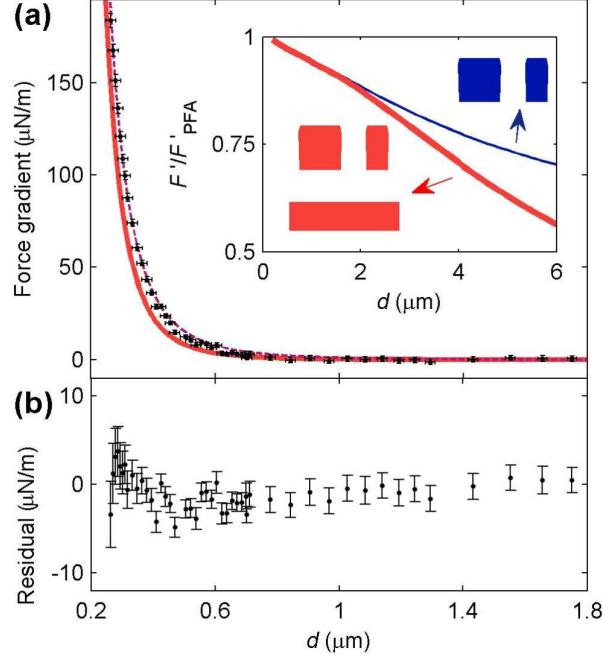 (a)
Force gradient (μN/m)
150
100
50
0
F'/F'PFA
1
0.75
0.5
0
2
4
6
d (μm)
(b)
Residual (μN/m)
10
0
-10
0.2
0.6
1
1.4
1.8
d (μm)